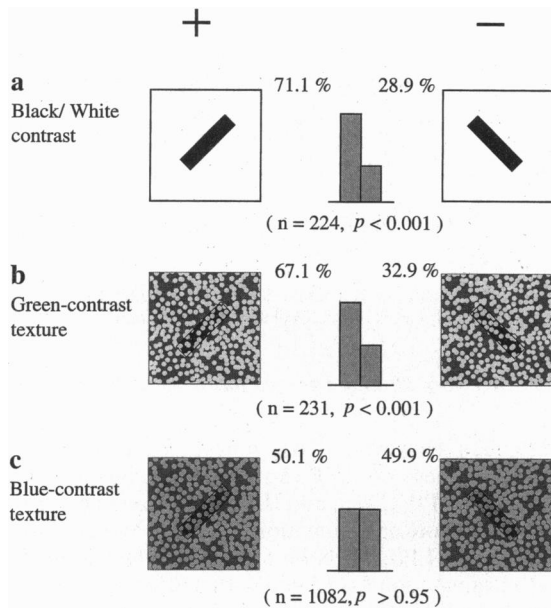 + −
a 71.1 % 28.9 %
Black/ White
contrast
( n = 224, p < 0.001 )
b 67.1 % 32.9 %
Green-contrast
texture
( n = 231, p < 0.001 )
c 50.1 % 49.9 %
Blue-contrast
texture
( n = 1082, p > 0.95 )